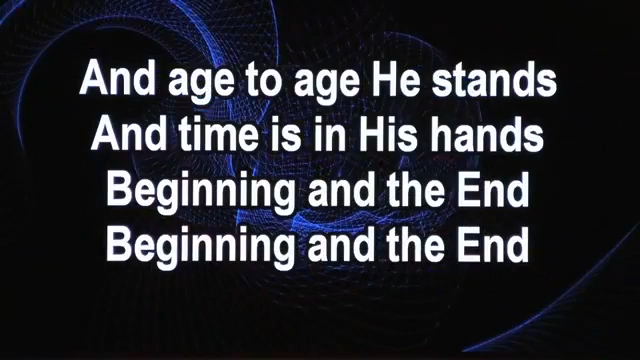 And age to age He stands
And time is in His hands
Beginning and the End
Beginning and the End